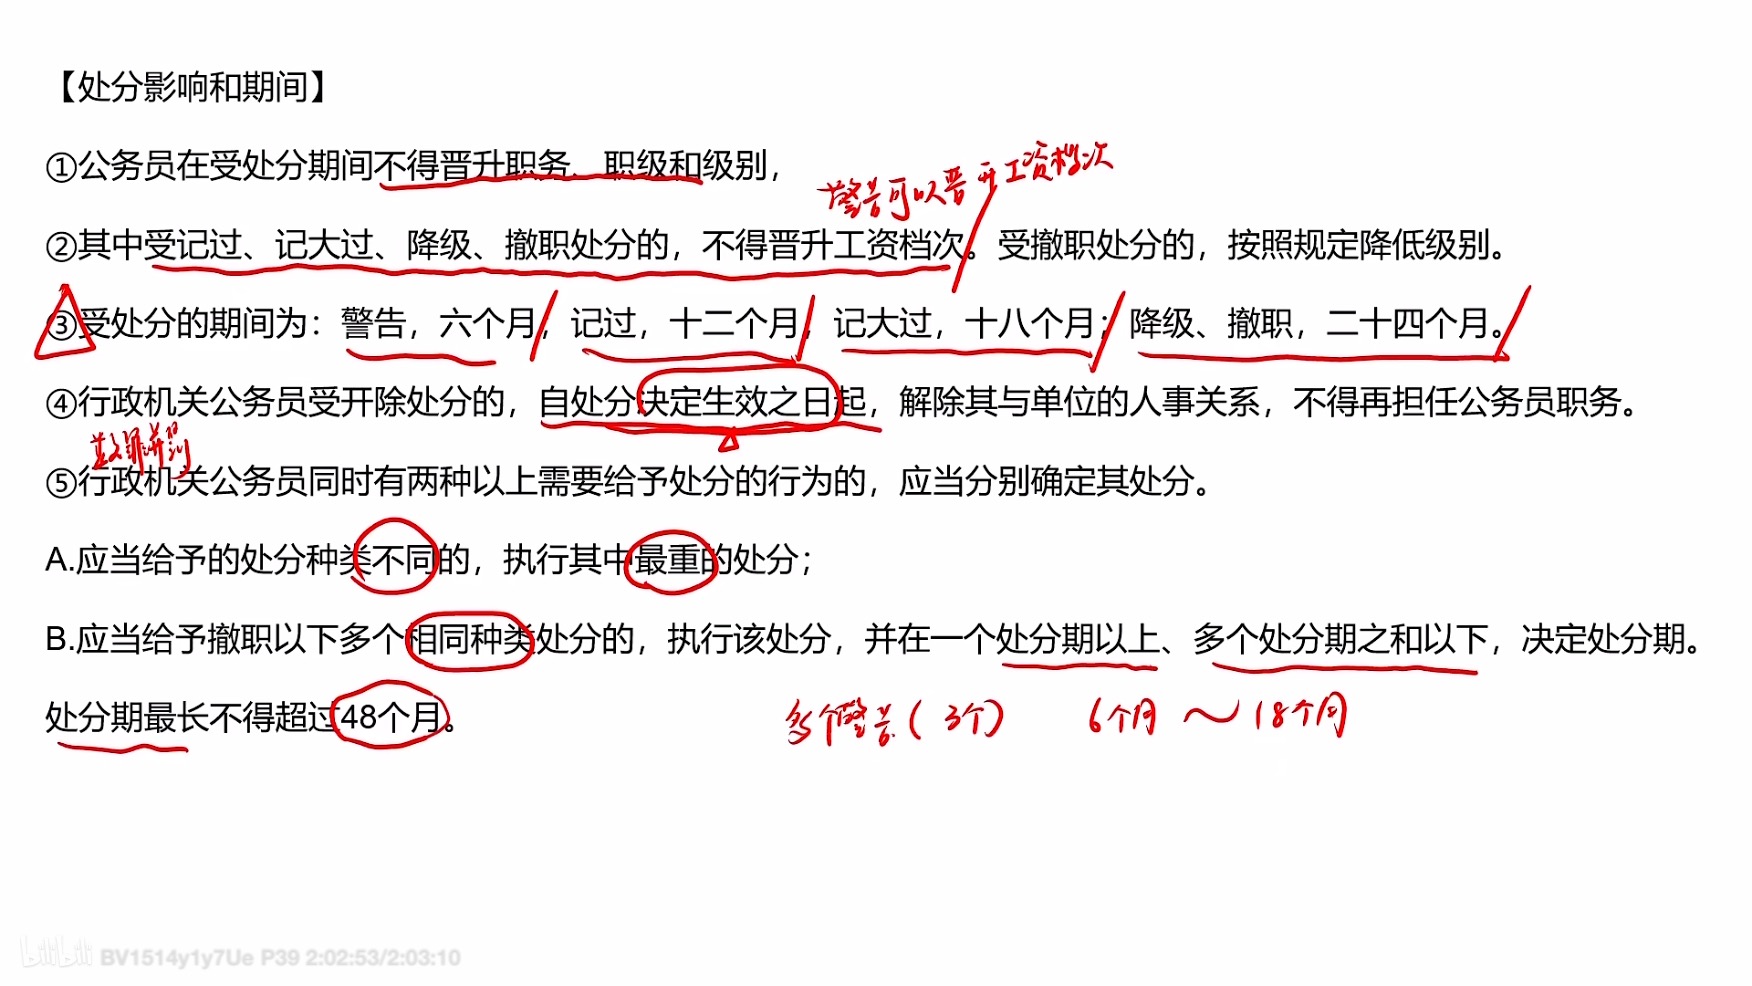 【处分影响和期间】
①公务员在受处分期间不得晋升职务、职级和级别，
警告可以晋升工资档次
②其中受记过、记大过、降级、撤职处分的，不得晋升工资档次。受撤职处分的，按照规定降低级别。
③受处分的期间为：警告，六个月；记过，十二个月；记大过，十八个月；降级、撤职，二十四个月。
④行政机关公务员受开除处分的，自处分决定生效之日起，解除其与单位的人事关系，不得再担任公务员职务。
数罪并罚
⑤行政机关公务员同时有两种以上需要给予处分的行为的，应当分别确定其处分。
A.应当给予的处分种类不同的，执行其中最重的处分；
B.应当给予撤职以下多个相同种类处分的，执行该处分，并在一个处分期以上、多个处分期之和以下，决定处分期。
处分期最长不得超过48个月。
多个警告（3个） 6个月～18个月
bilibili BV1514y1y7Ue P39 2:02:53/2:03:10